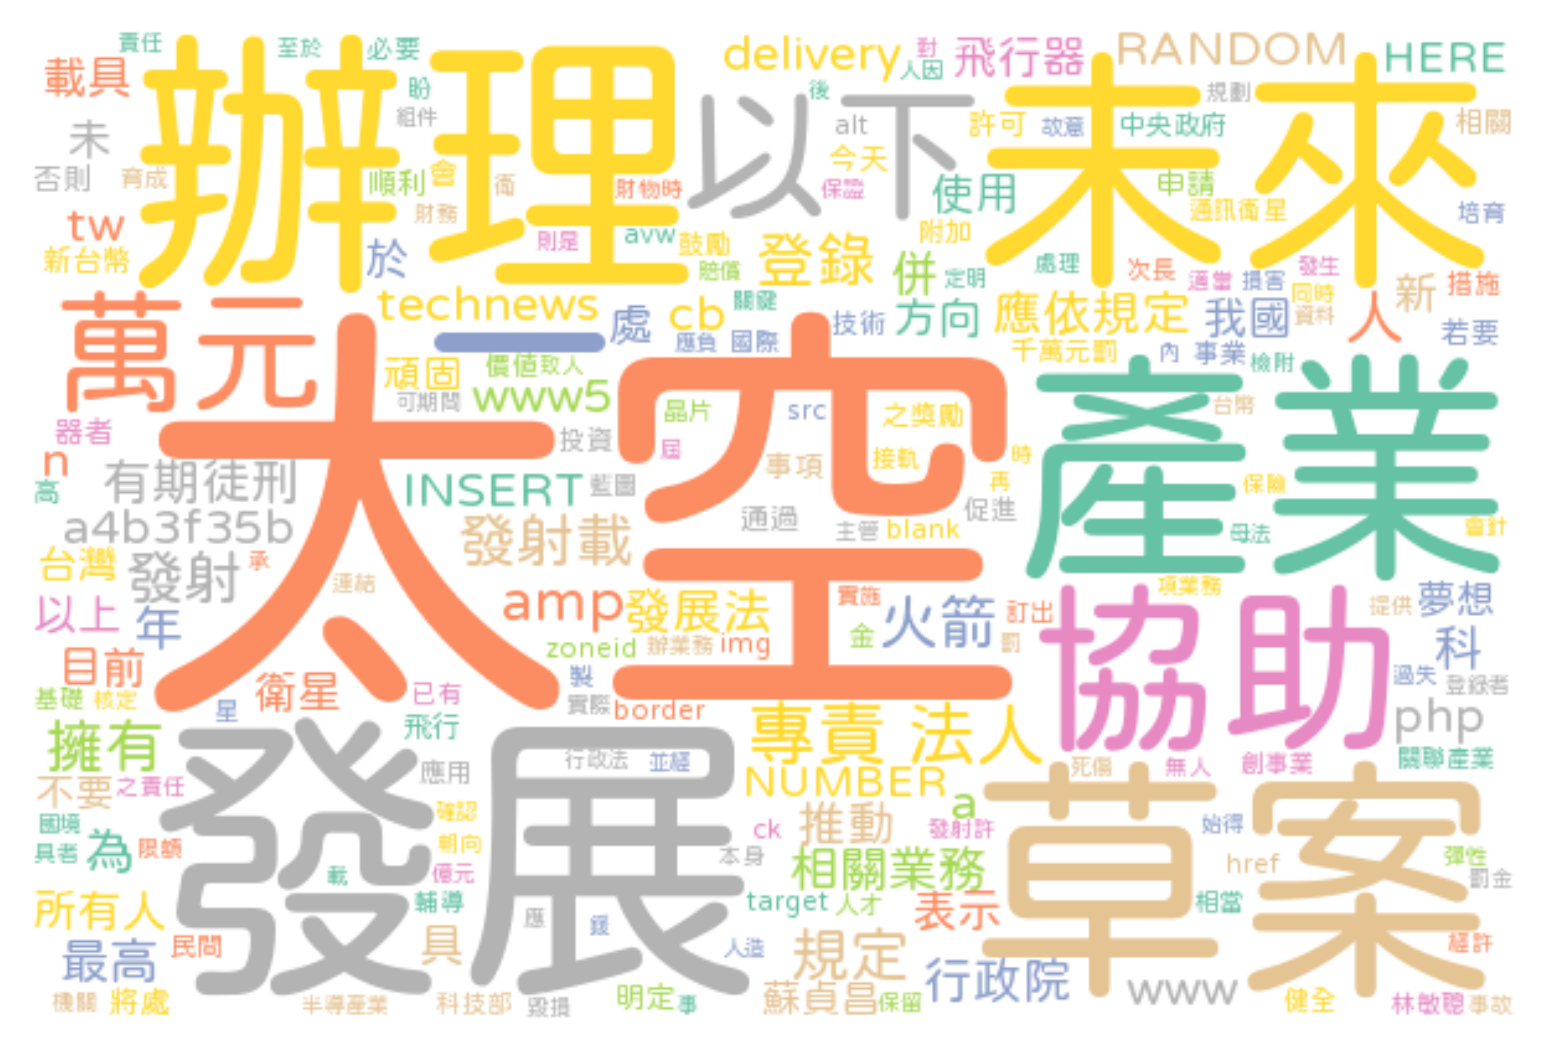 責任
至於
必要
delivery
對
人因
飛行器
RANDOM
HERE
載具
辦理
盼
組件
以下
後
alt
今天
許可
故意
未來
規劃
中央政府
相關
未
否則
育成
順利
會
衛
財務
財物時
保證
使用
申請
通訊衛星
培育
tw
新台幣
於
則是
avw
鼓勵
賠償
登錄
附加
併
定明
處理
次長
適當
損害
發生
同時
資料
新
措施
萬元
technews
一
處
cb
關鍵
應負
國際
技術
方向
應依規定
我國
人
若要
千萬元罰
內
事業
檢附
頑固
可期間
價值
致人
www5
太空
晶片
src
之獎勵
產業
台幣
器者
投資
屆
事項
接軌
時
再
保險
n
高
有期徒刑
INSERT
藍圖
a4b3f35b
發射載
通過
主管
blank
促進
母法
會計
台灣
發射
承
連結
以上
年
amp
發展法
實施
火箭
訂出
項業務
提供
夢想
金
罰
協助
科
zoneid
辦業務
img
目前
衛星
已有
製
實際
border
過失
登錄者
基礎
核定
星
飛行
專責
法人
php
擁有
發展
應用
行政法
並經
NUMBER
死傷
無人
創事業
關聯產業
不要
之責任
確認
國境
具者
為
限額
朝向
億元
載
ck
推動
a
發射許
草案
始得
href
彈性
罰金
本身
相關業務
所有人
輔導
應
target
人才
表示
相當
最高
民間
具
人造
規定
行政院
經許
機關
將處
半導產業
科技部
毀損
明定
事
蘇貞昌
保留
www
健全
林敏聰
事故